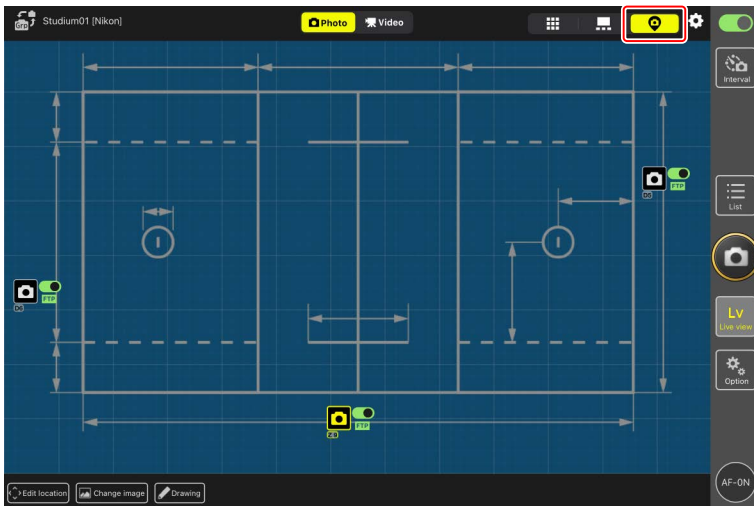 Grp
Studium01 [Nikon]
Photo
Video
Interval
List
FTP
FTP
Lv
Live view
Option
FTP
Edit location
Change image
Drawing
AF-ON